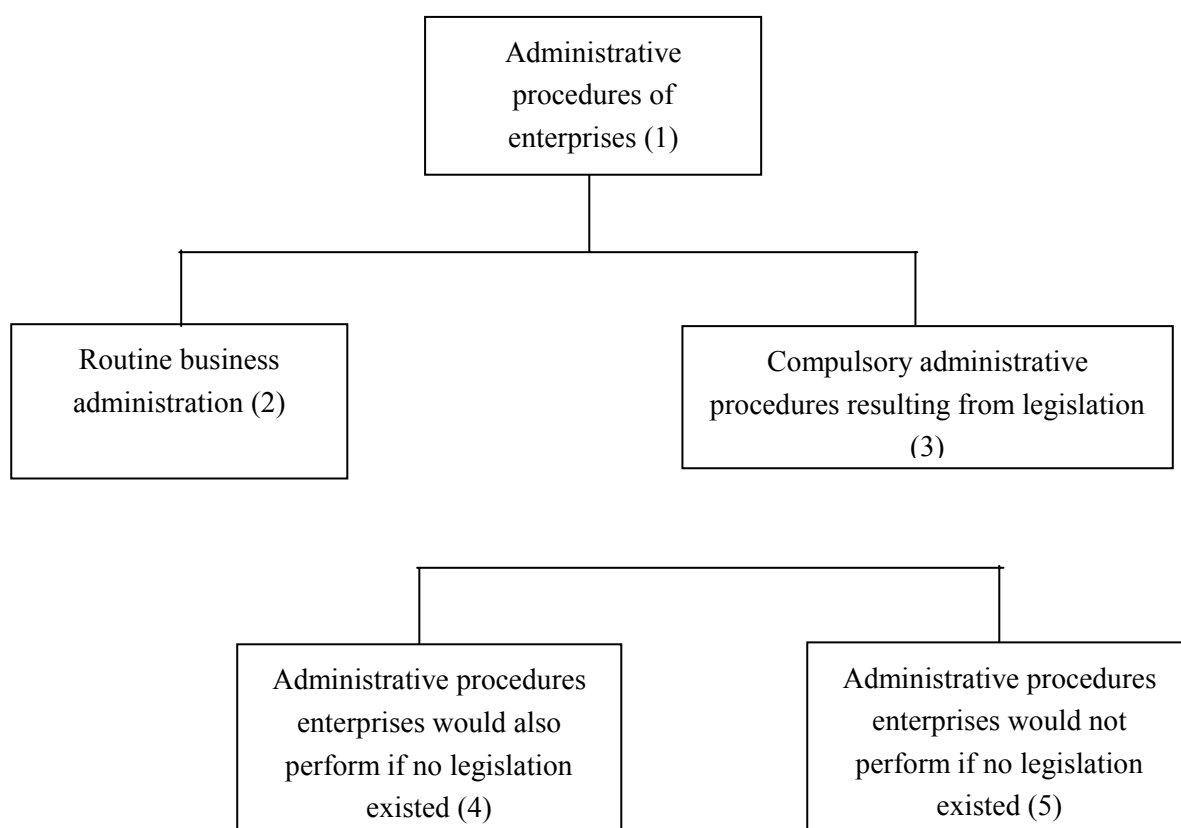 Administrative
procedures of
enterprises (1)
Routine business
administration (2)
Compulsory administrative
procedures resulting from legislation
(3)
Administrative procedures
enterprises would also
perform if no legislation
existed (4)
Administrative procedures
enterprises would not
perform if no legislation
existed (5)